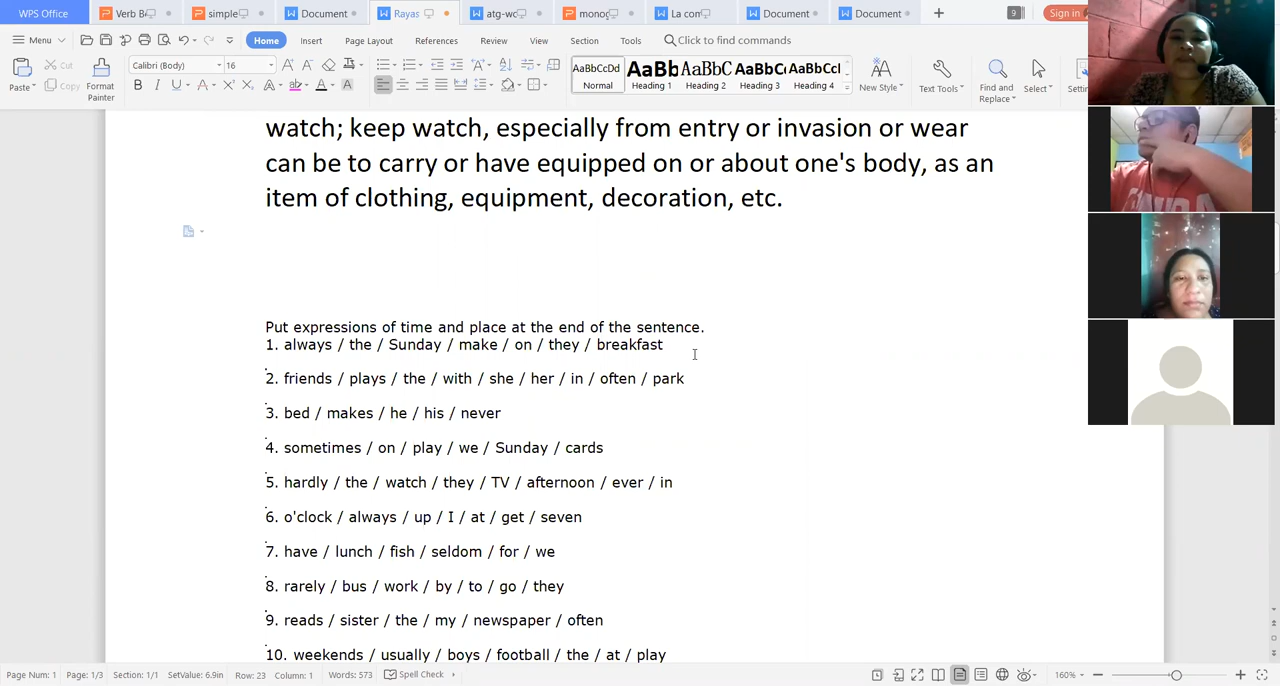 WPS Office
Verb B
simple
Document
Rayas
atg-wo
monog
La com
Document
Document
9
Sign in
Menu
Home
Insert
Page Layout
References
Review
View
Section
Tools
Click to find commands
Paste
Cut
Copy
Format Painter
Calibri (Body)
16
AaBbCcDd
Normal
AaBb
Heading 1
AaBbC
Heading 2
AaBbC
Heading 3
AaBbCcl
Heading 4
New Style
Text Tools
Find and Replace
Select
watch; keep watch, especially from entry or invasion or wear
can be to carry or have equipped on or about one's body, as an
item of clothing, equipment, decoration, etc.
Put expressions of time and place at the end of the sentence.
1. always / the / Sunday / make / on / they / breakfast
2. friends / plays / the / with / she / her / in / often / park
3. bed / makes / he / his / never
4. sometimes / on / play / we / Sunday / cards
5. hardly / the / watch / they / TV / afternoon / ever / in
6. o'clock / always / up / I / at / get / seven
7. have / lunch / fish / seldom / for / we
8. rarely / bus / work / by / to / go / they
9. reads / sister / the / my / newspaper / often
10. weekends / usually / boys / football / the / at / play
Page Num: 1
Page: 1/3
Section: 1/1
SetValue: 6.9in
Row: 23
Column: 1
Words: 573
Spell Check
160%